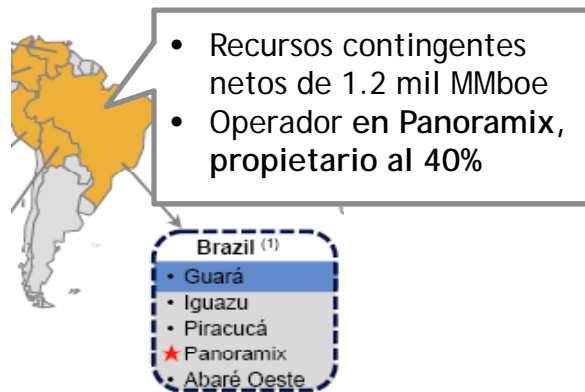 • Recursos contingentes
netos de 1.2 mil MMboe
• Operador en Panoramix,
propietario al 40%
Brazil (1)
• Guará
• Iguazu
• Piracucá
★ Panoramix
• Abaré Oeste